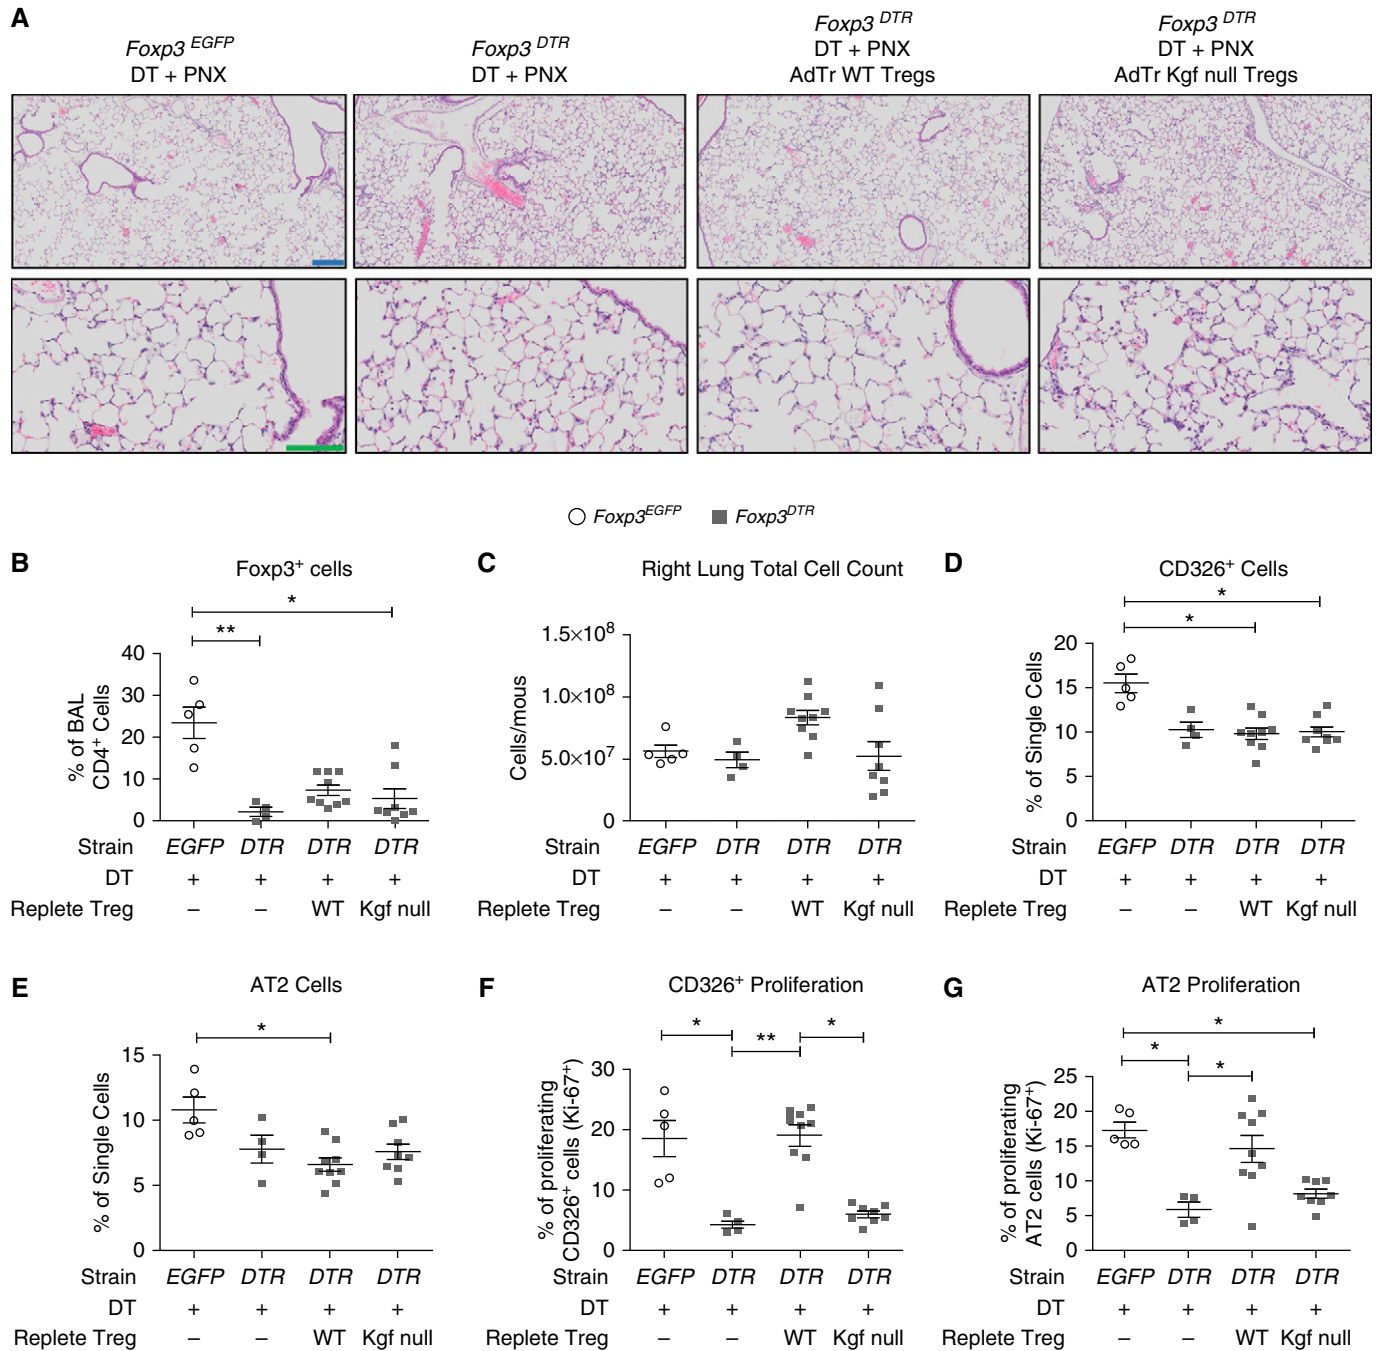 A
Foxp3 EGFP
DT + PNX
Foxp3 DTR
DT + PNX
Foxp3 DTR
DT + PNX
AdTr WT Tregs
Foxp3 DTR
DT + PNX
AdTr Kgf null Tregs
Foxp3EGFP Foxp3DTR
B
Foxp3+ cells
*
**
% of BAL
CD4+ Cells
40
30
20
10
0
Strain EGFP DTR DTR DTR
DT + + + +
Replete Treg – – WT Kgf null
C
Right Lung Total Cell Count
Cells/mous
1.5×10⁸
1.0×10⁸
5.0×10⁷
0
Strain EGFP DTR DTR DTR
DT + + + +
Replete Treg – – WT Kgf null
D
CD326+ Cells
*
*
% of Single Cells
20
15
10
5
0
Strain EGFP DTR DTR DTR
DT + + + +
Replete Treg – – WT Kgf null
E
AT2 Cells
*
% of Single Cells
15
10
5
0
Strain EGFP DTR DTR DTR
DT + + + +
Replete Treg – – WT Kgf null
F
CD326+ Proliferation
* ** *
% of proliferating
CD326+ cells (Ki-67+)
30
20
10
0
Strain EGFP DTR DTR DTR
DT + + + +
Replete Treg – – WT Kgf null
G
AT2 Proliferation
*
* *
% of proliferating
AT2 cells (Ki-67+)
25
20
15
10
5
0
Strain EGFP DTR DTR DTR
DT + + + +
Replete Treg – – WT Kgf null